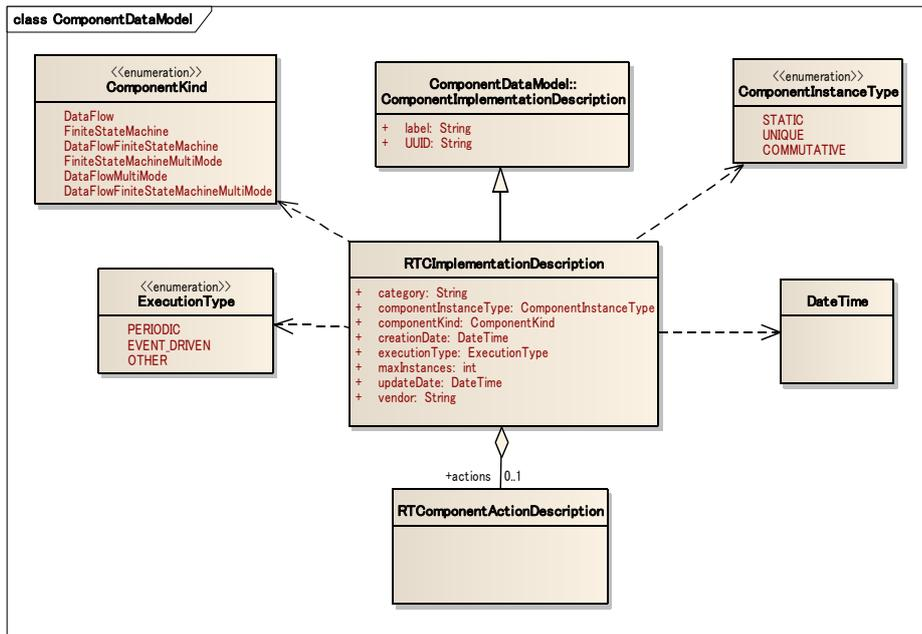 class ComponentDataModel
<<enumeration>>
ComponentKind
DataFlow
FiniteStateMachine
DataFlowFiniteStateMachine
FiniteStateMachineMultiMode
DataFlowMultiMode
DataFlowFiniteStateMachineMultiMode
ComponentDataModel::
ComponentImplementationDescription
+ label: String
+ UUID: String
<<enumeration>>
ComponentInstanceType
STATIC
UNIQUE
COMMUTATIVE
<<enumeration>>
ExecutionType
PERIODIC
EVENT_DRIVEN
OTHER
RTCImplementationDescription
+ category: String
+ componentInstanceType: ComponentInstanceType
+ componentKind: ComponentKind
+ creationDate: DateTime
+ executionType: ExecutionType
+ maxInstances: int
+ updateDate: DateTime
+ vendor: String
DateTime
+actions 0..1
RTComponentActionDescription